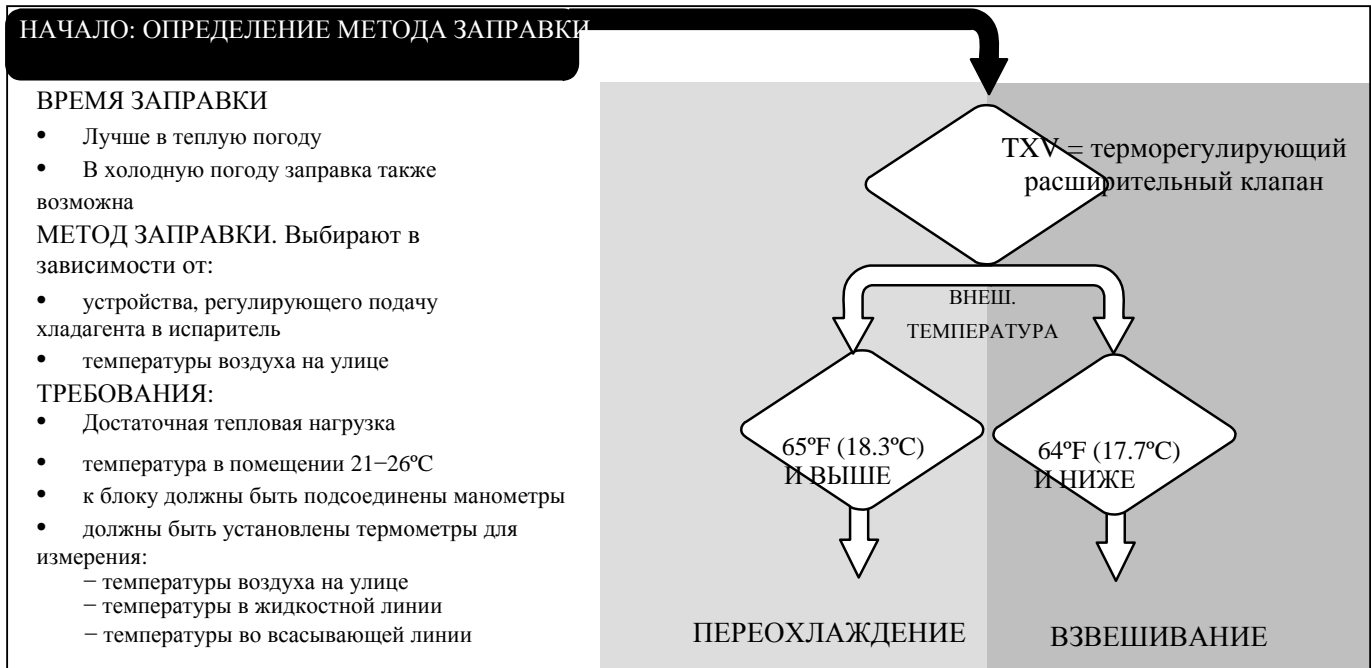 НАЧАЛО: ОПРЕДЕЛЕНИЕ МЕТОДА ЗАПРАВКИ
ВРЕМЯ ЗАПРАВКИ
• Лучше в теплую погоду
• В холодную погоду заправка также
возможна
МЕТОД ЗАПРАВКИ. Выбирают в
зависимости от:
• устройства, регулирующего подачу
хладагента в испаритель
• температуры воздуха на улице
ТРЕБОВАНИЯ:
• Достаточная тепловая нагрузка
• температура в помещении 21−26ºC
• к блоку должны быть подсоединены манометры
• должны быть установлены термометры для
измерения:
− температуры воздуха на улице
− температуры в жидкостной линии
− температуры во всасывающей линии
TXV = терморегулирующий
расширительный клапан
ВНЕШ.
ТЕМПЕРАТУРА
65ºF (18.3ºC)
И ВЫШЕ
64ºF (17.7ºC)
И НИЖЕ
ПЕРЕОХЛАЖДЕНИЕ
ВЗВЕШИВАНИЕ